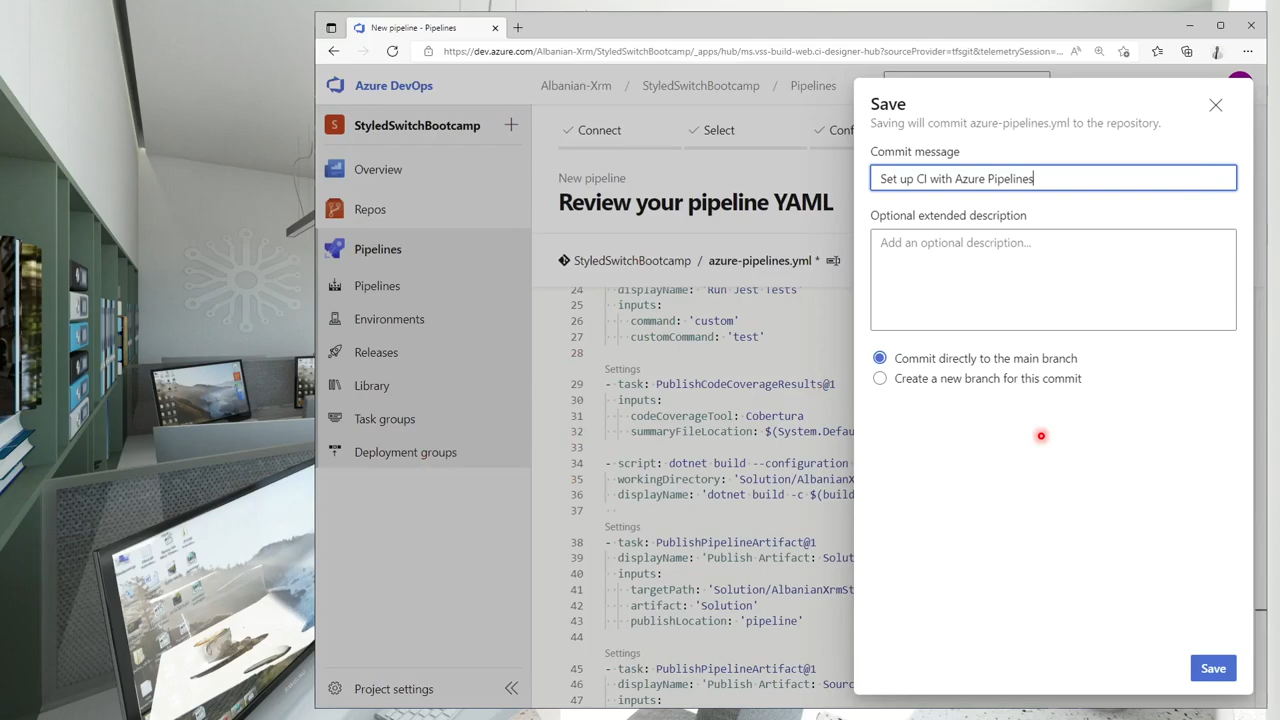 New pipeline - Pipelines
https://dev.azure.com/Albanian-Xrm/StyledSwitchBootcamp/_apps/hub/ms.vss-build-web.ci-designer-hub?sourceProvider=tfsgit&telemetrySession=...
Azure DevOps
Albanian-Xrm / StyledSwitchBootcamp / Pipelines
S StyledSwitchBootcamp
Overview
Repos
Pipelines
Pipelines
Environments
Releases
Library
Task groups
Deployment groups
Project settings
Connect
Select
Conf
New pipeline
Review your pipeline YAML
StyledSwitchBootcamp / azure-pipelines.yml *
24 displayName: 'Run Jest Tests'
25 inputs:
26 command: 'custom'
27 customCommand: 'test'
28
Settings
29 - task: PublishCodeCoverageResults@1
30 inputs:
31 codeCoverageTool: Cobertura
32 summaryFileLocation: $(System.Defau
33
34 - script: dotnet build --configuration
35 workingDirectory: 'Solution/AlbanianX
36 displayName: 'dotnet build -c $(build
37
Settings
38 - task: PublishPipelineArtifact@1
39 displayName: 'Publish Artifact: Solut
40 inputs:
41 targetPath: 'Solution/AlbanianXrmSt
42 artifact: 'Solution'
43 publishLocation: 'pipeline'
44
Settings
45 - task: PublishPipelineArtifact@1
46 displayName: 'Publish Artifact: Sourc
47 inputs:
Save
Saving will commit azure-pipelines.yml to the repository.
Commit message
Set up CI with Azure Pipelines
Optional extended description
Add an optional description...
Commit directly to the main branch
Create a new branch for this commit
Save